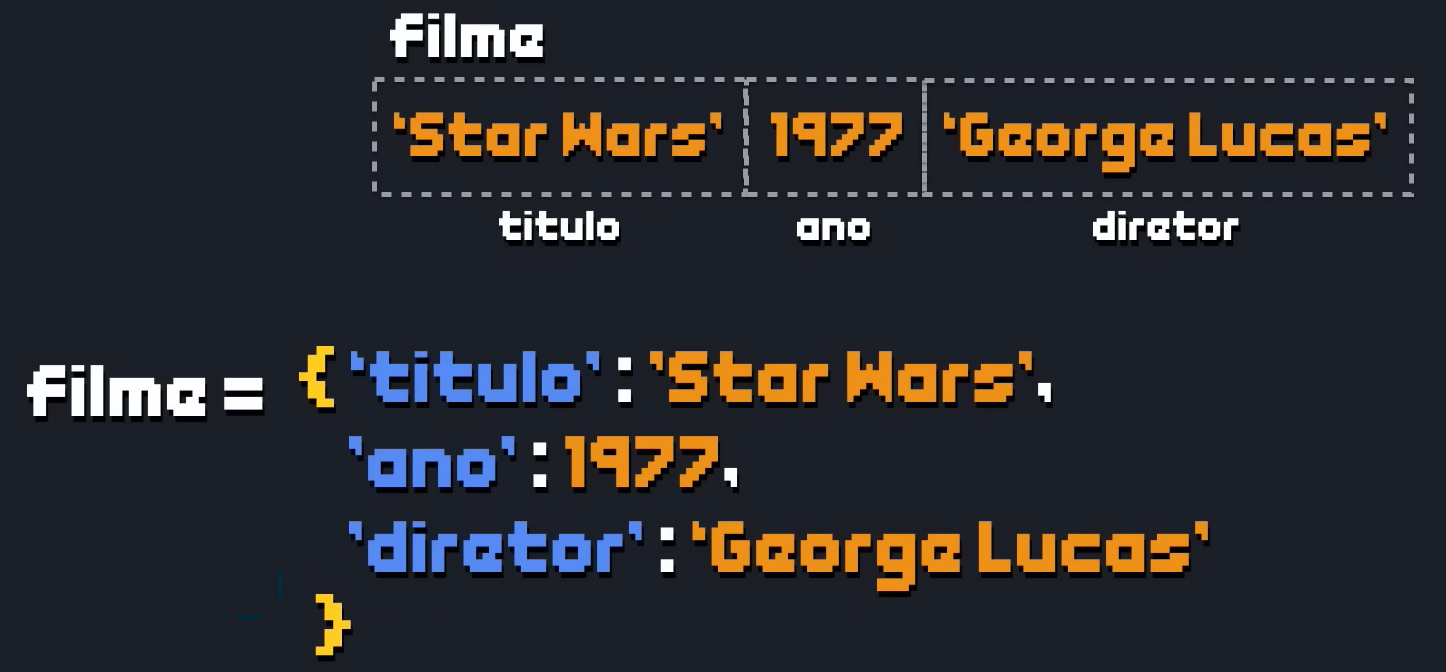 filme
'Star Wars' 1977 'George Lucas'
titulo ano diretor
filme = { 'titulo' : 'Star Wars',
'ano' : 1977,
'diretor' : 'George Lucas'
}